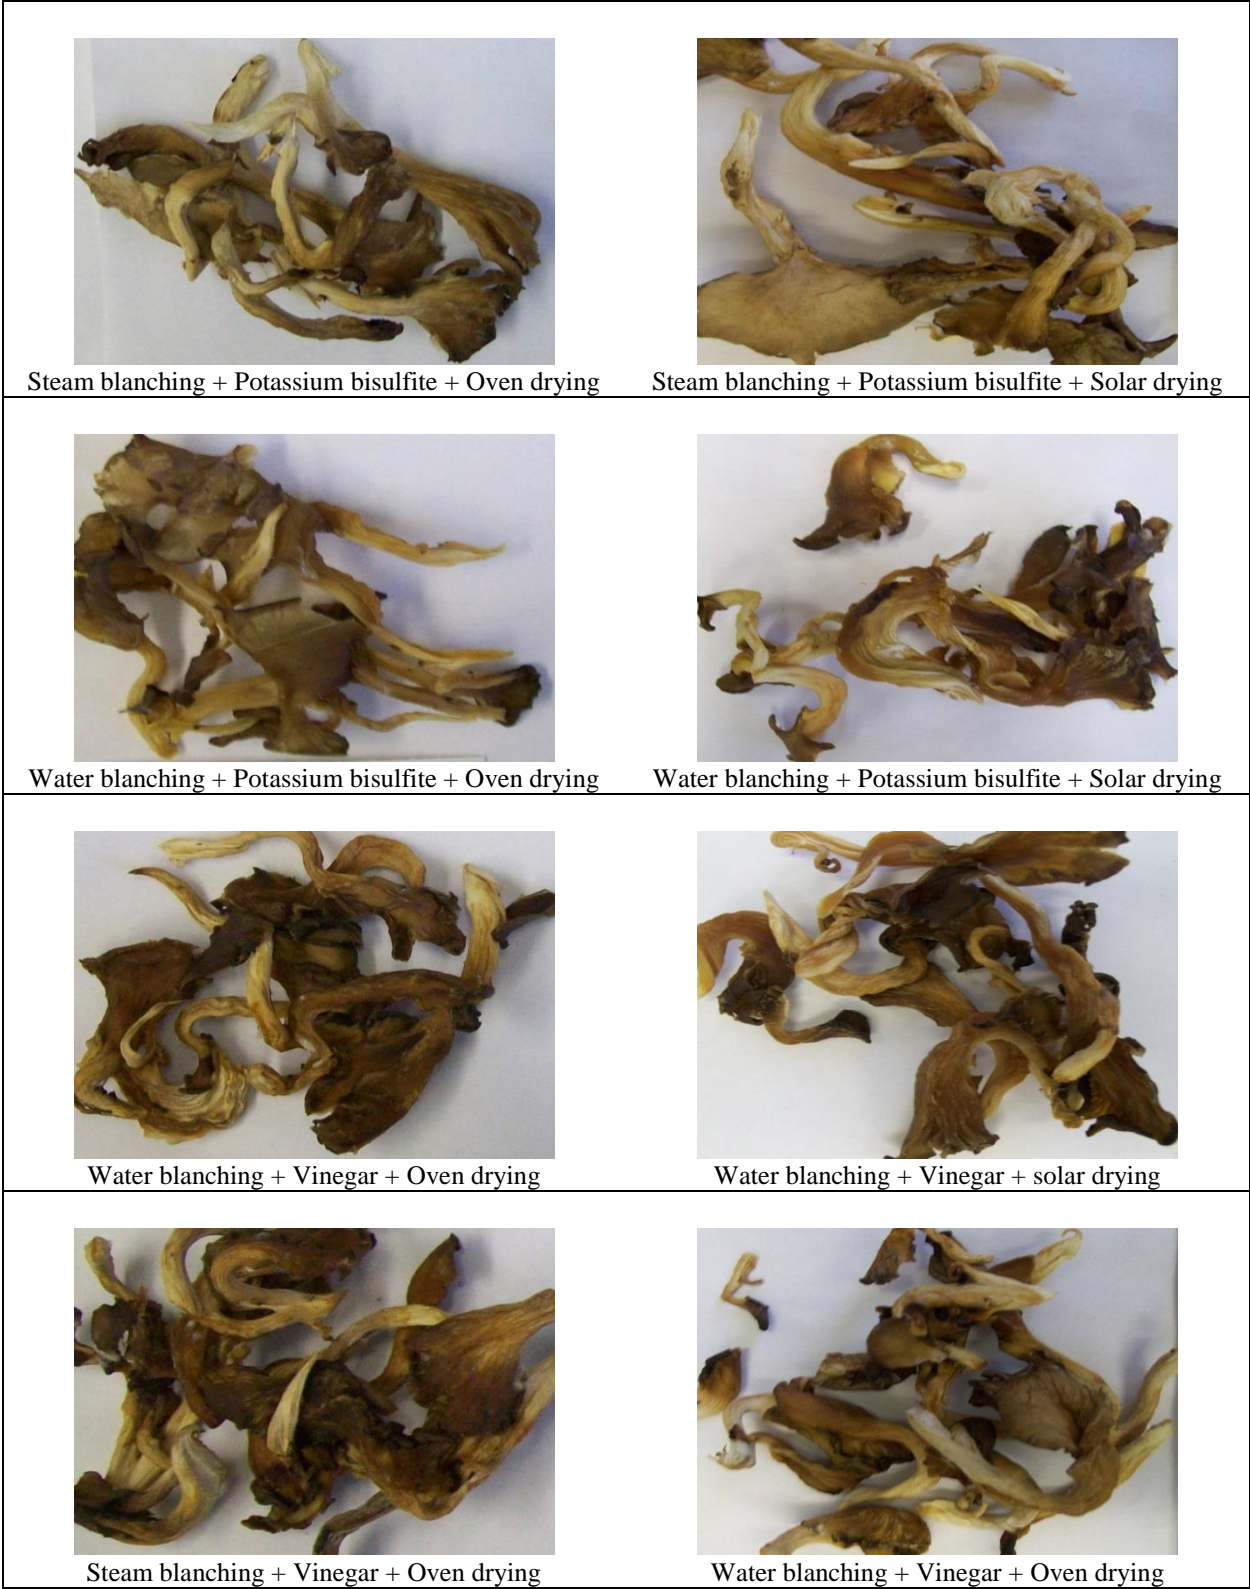 Steam blanching + Potassium bisulfite + Oven drying
Steam blanching + Potassium bisulfite + Solar drying
Water blanching + Potassium bisulfite + Oven drying
Water blanching + Potassium bisulfite + Solar drying
Water blanching + Vinegar + Oven drying
Water blanching + Vinegar + solar drying
Steam blanching + Vinegar + Oven drying
Water blanching + Vinegar + Oven drying